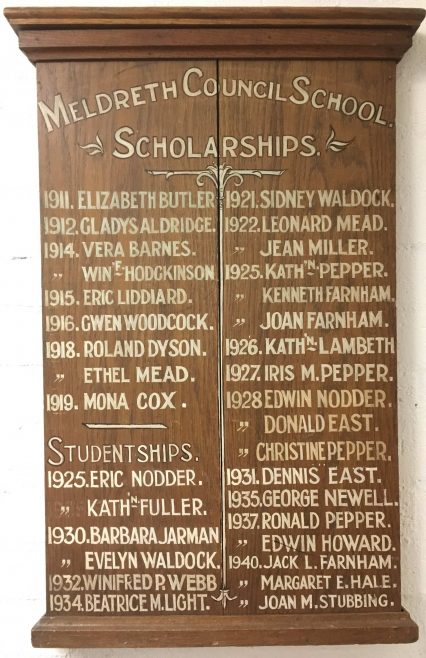 MELDRETH COUNCIL SCHOOL.
SCHOLARSHIPS.
1911. ELIZABETH BUTLER
1912. GLADYS ALDRIDGE.
1914. VERA BARNES.
" WIN'E HODGKINSON
1915. ERIC LIDDIARD.
1916. GWEN WOODCOCK.
1918. ROLAND DYSON.
" ETHEL MEAD.
1919. MONA COX.
STUDENTSHIPS.
1925. ERIC NODDER.
" KATH'N FULLER.
1930. BARBARA JARMAN
" EVELYN WALDOCK.
1932. WINIFRED P. WEBB
1934. BEATRICE M. LIGHT.
1921. SIDNEY WALDOCK.
1922. LEONARD MEAD.
" JEAN MILLER.
1925. KATH'N PEPPER.
" KENNETH FARNHAM.
" JOAN FARNHAM.
1926. KATH'N LAMBETH
1927. IRIS M. PEPPER.
1928 EDWIN NODDER.
" DONALD EAST.
" CHRISTINE PEPPER.
1931. DENNIS EAST.
1935. GEORGE NEWELL.
1937. RONALD PEPPER.
" EDWIN HOWARD.
1940. JACK L. FARNHAM.
" MARGARET E. HALE.
" JOAN M. STUBBING.